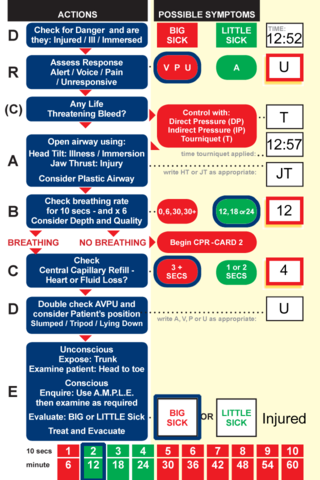 ACTIONS
POSSIBLE SYMPTOMS
D
Check for Danger and are
they: Injured / Ill / Immersed
BIG
SICK
LITTLE
SICK
TIME:
12:52
R
Assess Response
Alert / Voice / Pain
/ Unresponsive
V P U
A
U
(C)
Any Life
Threatening Bleed?
Control with:
Direct Pressure (DP)
Indirect Pressure (IP)
Tourniquet (T)
T
time tourniquet applied:
12:57
A
Open airway using:
Head Tilt: Illness / Immersion
Jaw Thrust: Injury
Consider Plastic Airway
write HT or JT as appropriate:
JT
B
Check breathing rate
for 10 secs - and x 6
Consider Depth and Quality
0,6,30,30+
12,18 or 24
12
BREATHING
NO BREATHING
Begin CPR -CARD 2
C
Check
Central Capillary Refill -
Heart or Fluid Loss?
3 +
SECS
1 or 2
SECS
4
D
Double check AVPU and
consider Patient's position
Slumped / Tripod / Lying Down
write A, V, P or U as appropriate:
U
E
Unconscious
Expose: Trunk
Examine patient: Head to toe
Conscious
Enquire: Use A.M.P.L.E.
then examine as required
Evaluate: BIG or LITTLE Sick
Treat and Evacuate
BIG
SICK
OR
LITTLE
SICK
Injured
10 secs 1 2 3 4 5 6 7 8 9 10
minute 6 12 18 24 30 36 42 48 54 60